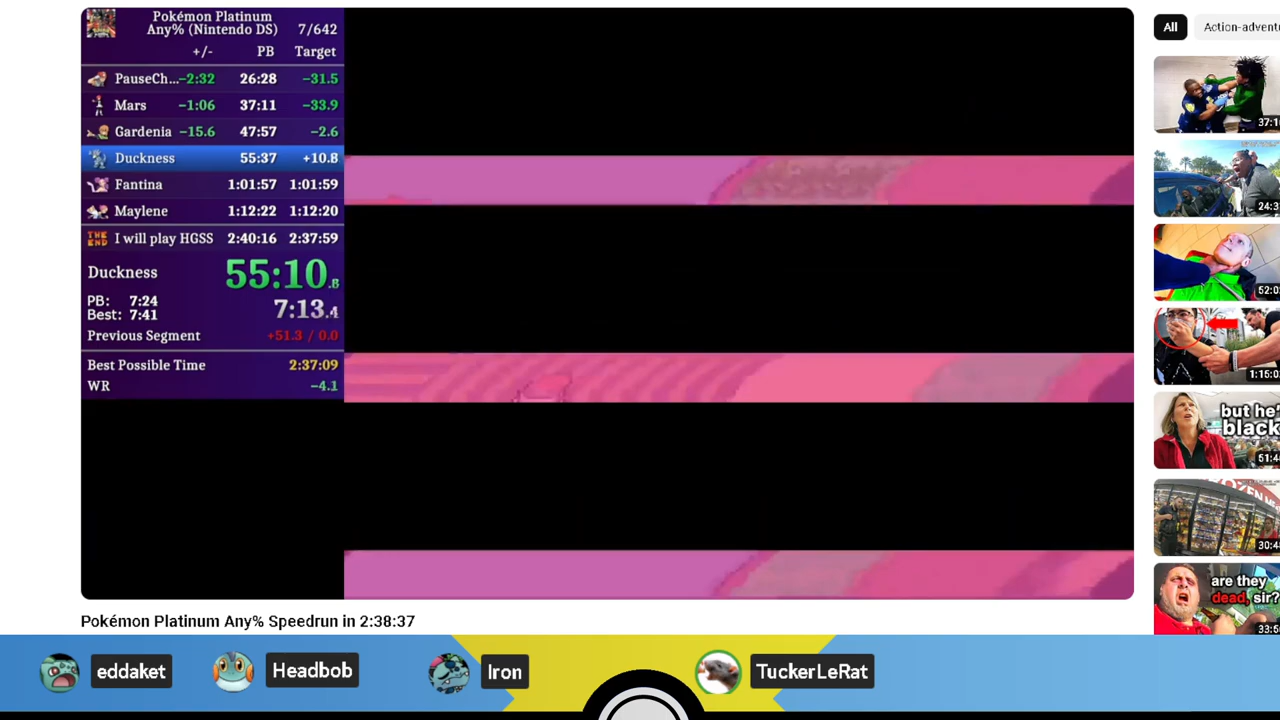 Pokémon Platinum
Any% (Nintendo DS) 7/642
+/- PB Target
PauseCh... −2:32 26:28 −31.5
Mars −1:06 37:11 −33.9
Gardenia −15.6 47:57 −2.6
Duckness 55:37 +10.8
Fantina 1:01:57 1:01:59
Maylene 1:12:22 1:12:20
THE END I will play HGSS 2:40:16 2:37:59
Duckness 55:10.8
PB: 7:24 7:13.4
Best: 7:41
Previous Segment +51.3 / 0.0
Best Possible Time 2:37:09
WR −4.1
Pokémon Platinum Any% Speedrun in 2:38:37
All Action-advent
37:1
24:3
52:0
1:15:0
but he'
black
51:4
30:4
are they
dead, sir?
33:5
eddaket Headbob Iron TuckerLeRat